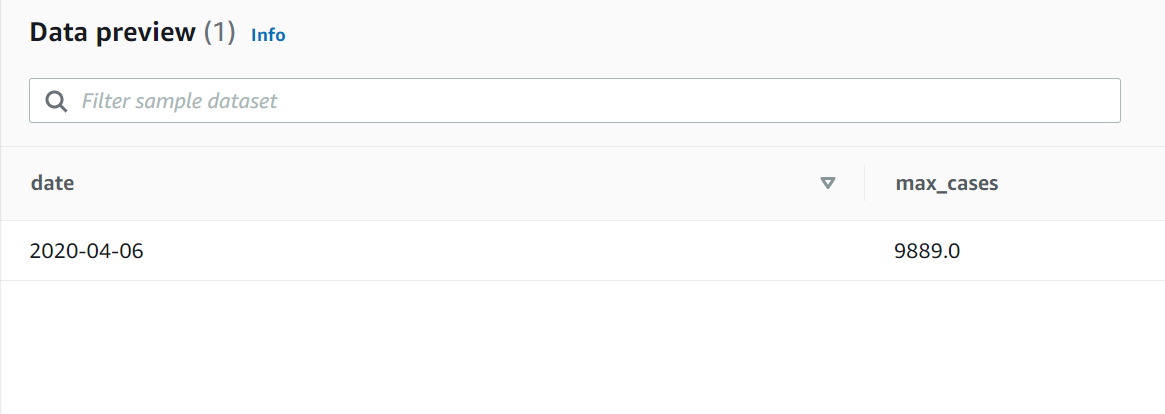 Data preview (1) Info
Filter sample dataset
date max_cases
2020-04-06 9889.0